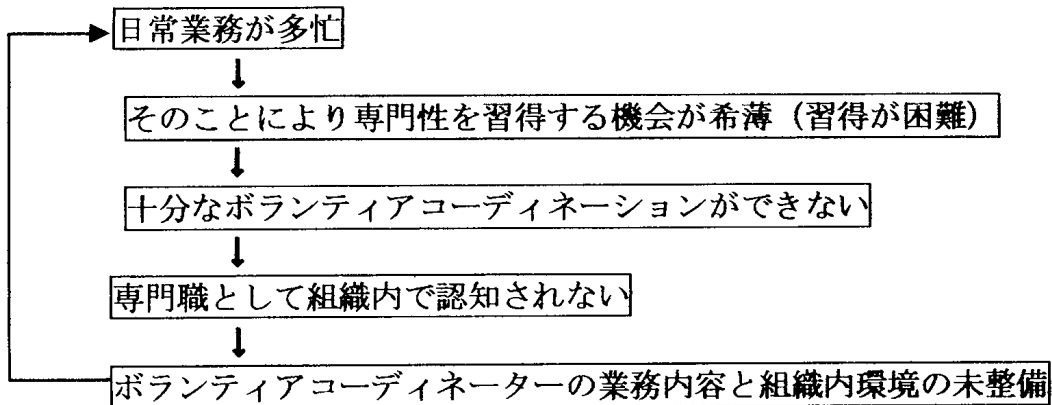 日常業務が多忙
そのことにより専門性を習得する機会が希薄（習得が困難）
十分なボランティアコーディネーションができない
専門職として組織内で認知されない
ボランティアコーディネーターの業務内容と組織内環境の未整備